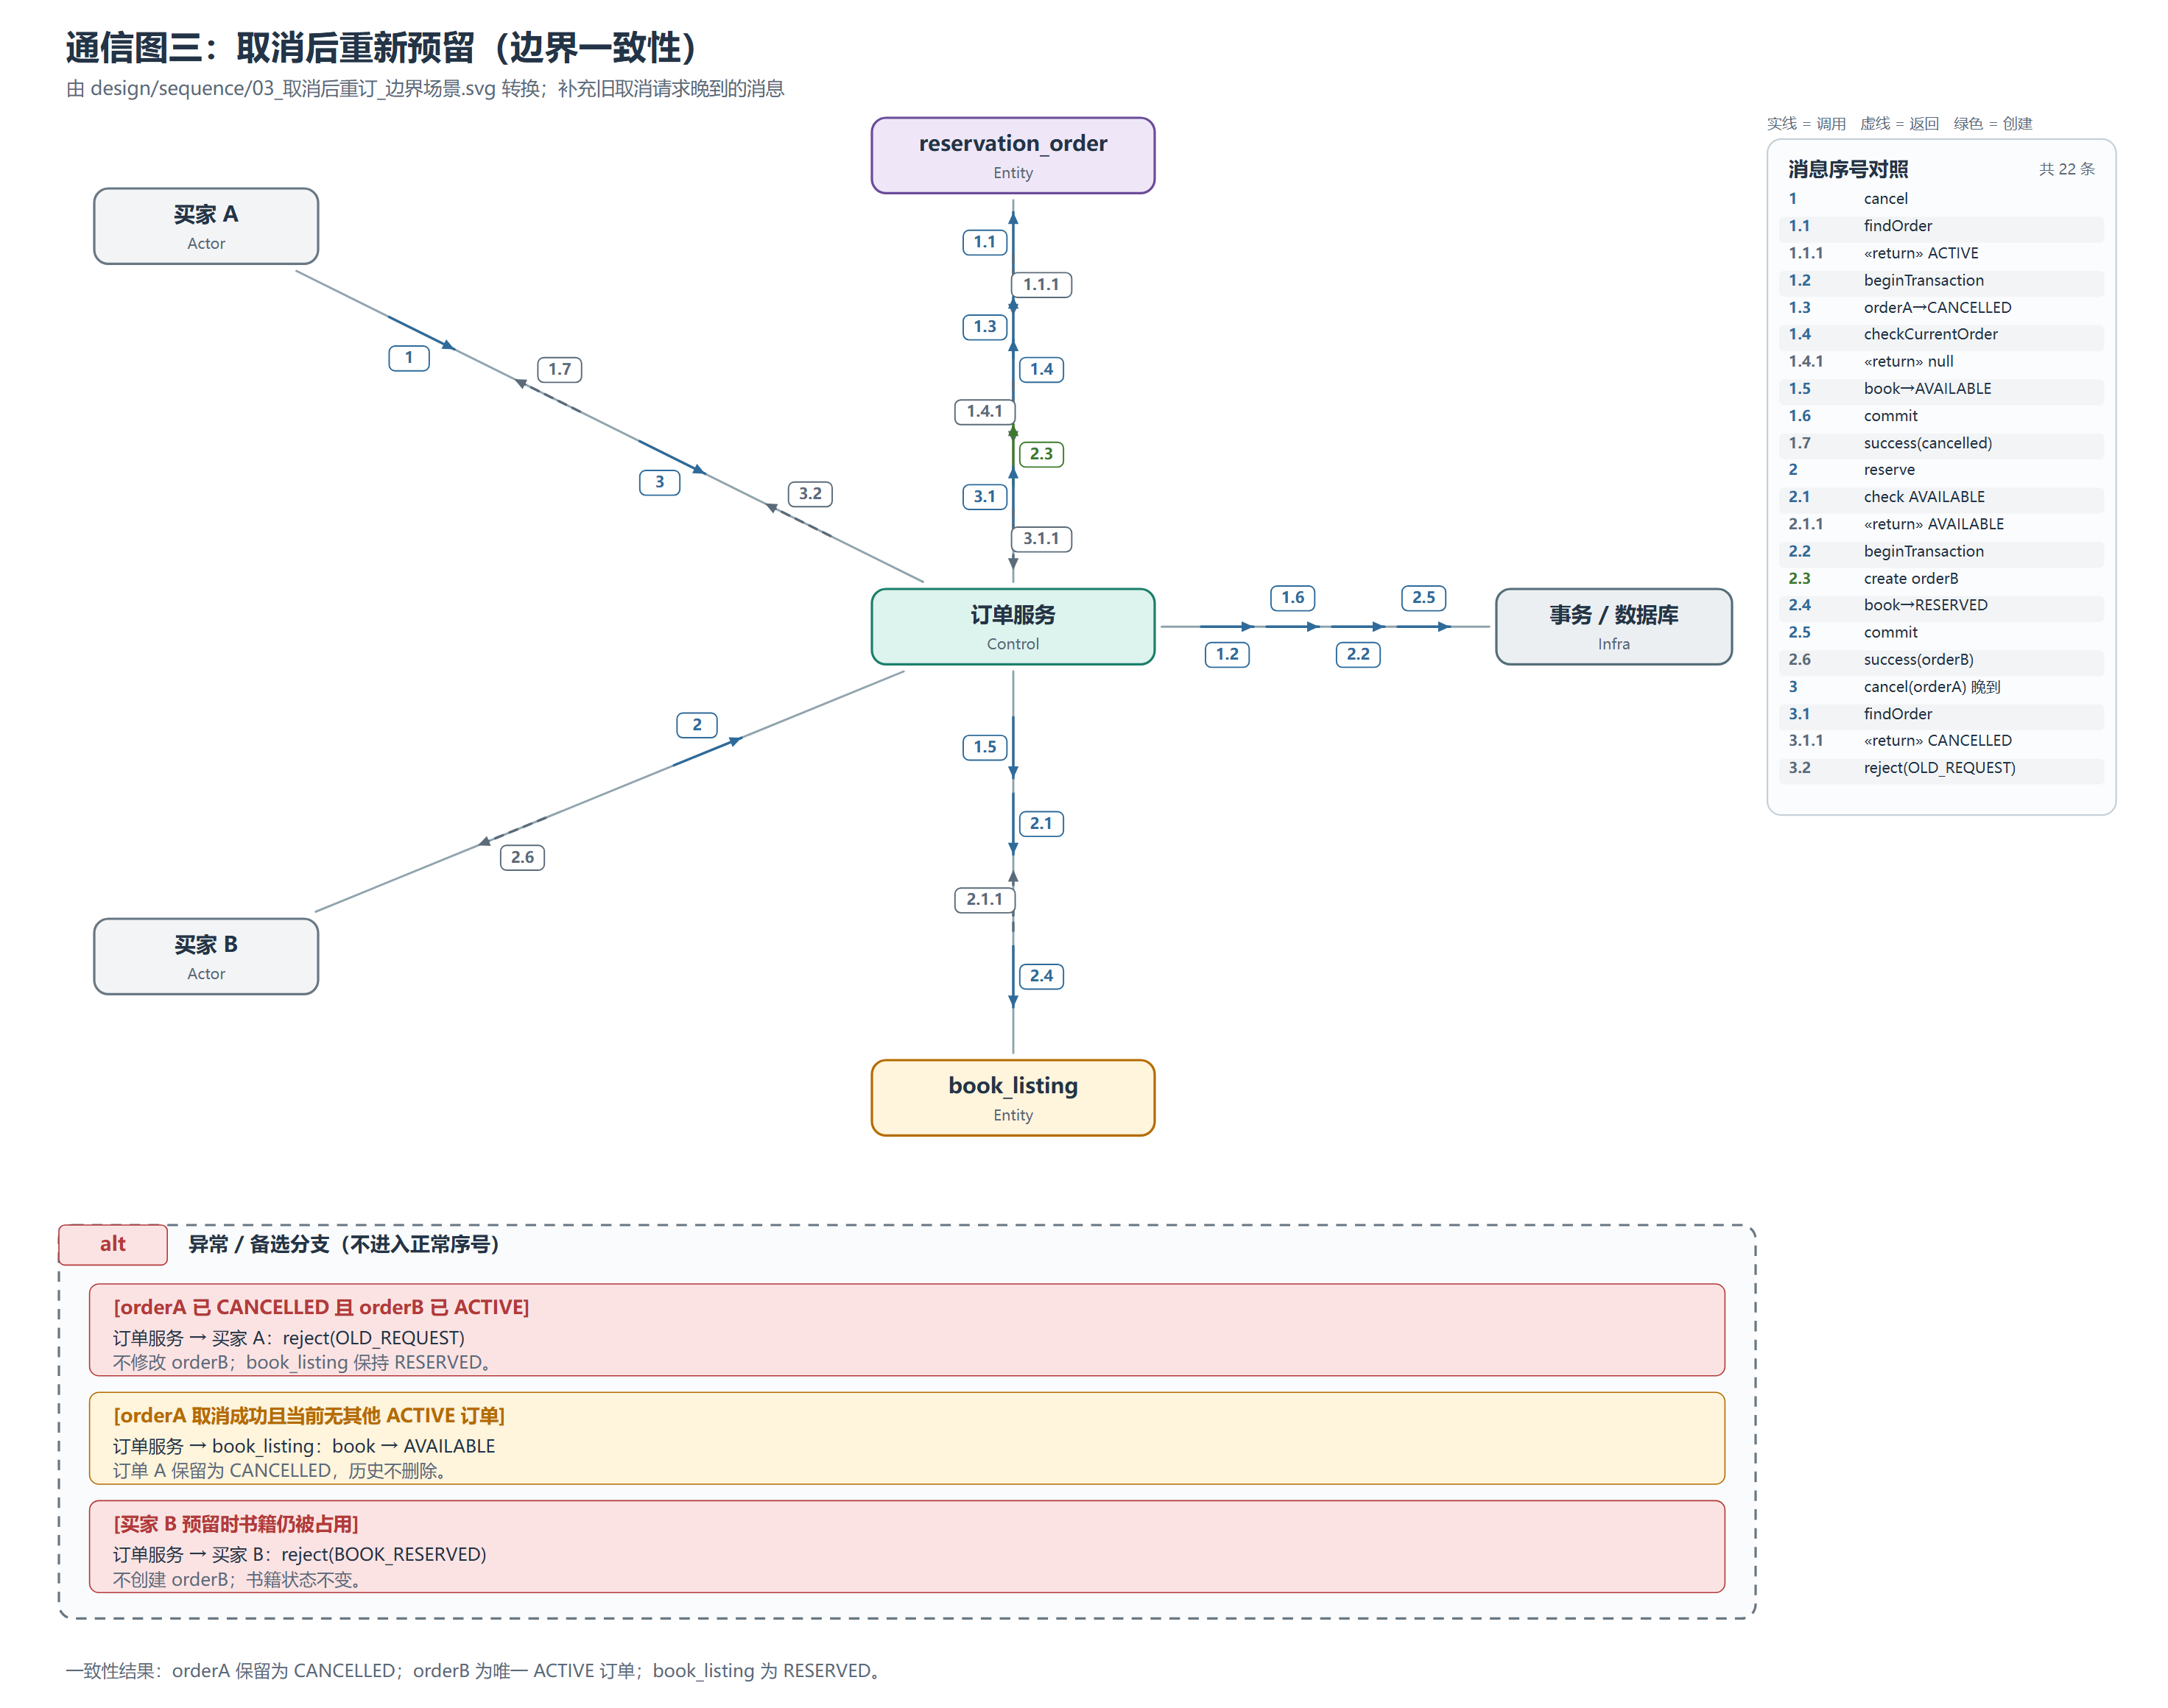 通信图三：取消后重新预留（边界一致性）
由 design/sequence/03_取消后重订_边界场景.svg 转换；补充旧取消请求晚到的消息
reservation_order
Entity
买家 A
Actor
1.1
1.1.1
1.3
1
1.7
1.4
1.4.1
2.3
3
3.2
3.1
3.1.1
订单服务
Control
1.6
2.5
1.2
2.2
事务 / 数据库
Infra
2
1.5
2.1
2.6
2.1.1
买家 B
Actor
2.4
book_listing
Entity
实线 = 调用 虚线 = 返回 绿色 = 创建
消息序号对照 共 22 条
1 cancel
1.1 findOrder
1.1.1 «return» ACTIVE
1.2 beginTransaction
1.3 orderA→CANCELLED
1.4 checkCurrentOrder
1.4.1 «return» null
1.5 book→AVAILABLE
1.6 commit
1.7 success(cancelled)
2 reserve
2.1 check AVAILABLE
2.1.1 «return» AVAILABLE
2.2 beginTransaction
2.3 create orderB
2.4 book→RESERVED
2.5 commit
2.6 success(orderB)
3 cancel(orderA) 晚到
3.1 findOrder
3.1.1 «return» CANCELLED
3.2 reject(OLD_REQUEST)
alt 异常 / 备选分支（不进入正常序号）
[orderA 已 CANCELLED 且 orderB 已 ACTIVE]
订单服务 → 买家 A：reject(OLD_REQUEST)
不修改 orderB；book_listing 保持 RESERVED。
[orderA 取消成功且当前无其他 ACTIVE 订单]
订单服务 → book_listing：book → AVAILABLE
订单 A 保留为 CANCELLED，历史不删除。
[买家 B 预留时书籍仍被占用]
订单服务 → 买家 B：reject(BOOK_RESERVED)
不创建 orderB；书籍状态不变。
一致性结果：orderA 保留为 CANCELLED；orderB 为唯一 ACTIVE 订单；book_listing 为 RESERVED。